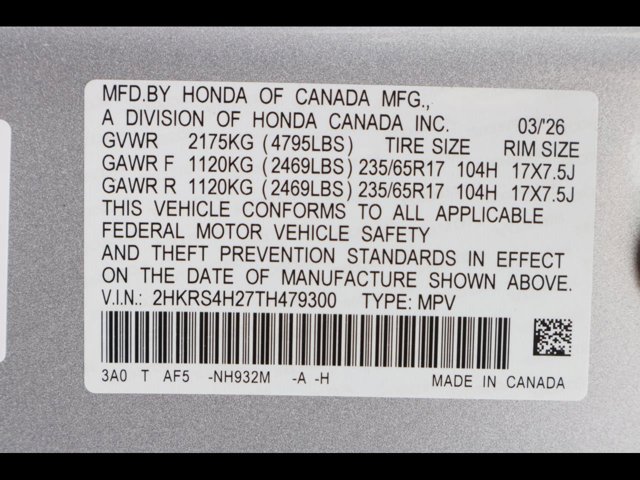 MFD.BY HONDA OF CANADA MFG.,
A DIVISION OF HONDA CANADA INC. 03/'26
GVWR 2175KG (4795LBS) TIRE SIZE RIM SIZE
GAWR F 1120KG (2469LBS) 235/65R17 104H 17X7.5J
GAWR R 1120KG (2469LBS) 235/65R17 104H 17X7.5J
THIS VEHICLE CONFORMS TO ALL APPLICABLE
FEDERAL MOTOR VEHICLE SAFETY
AND THEFT PREVENTION STANDARDS IN EFFECT
ON THE DATE OF MANUFACTURE SHOWN ABOVE.
V.I.N.: 2HKRS4H27TH479300 TYPE: MPV
3A0 T AF5 -NH932M -A -H MADE IN CANADA